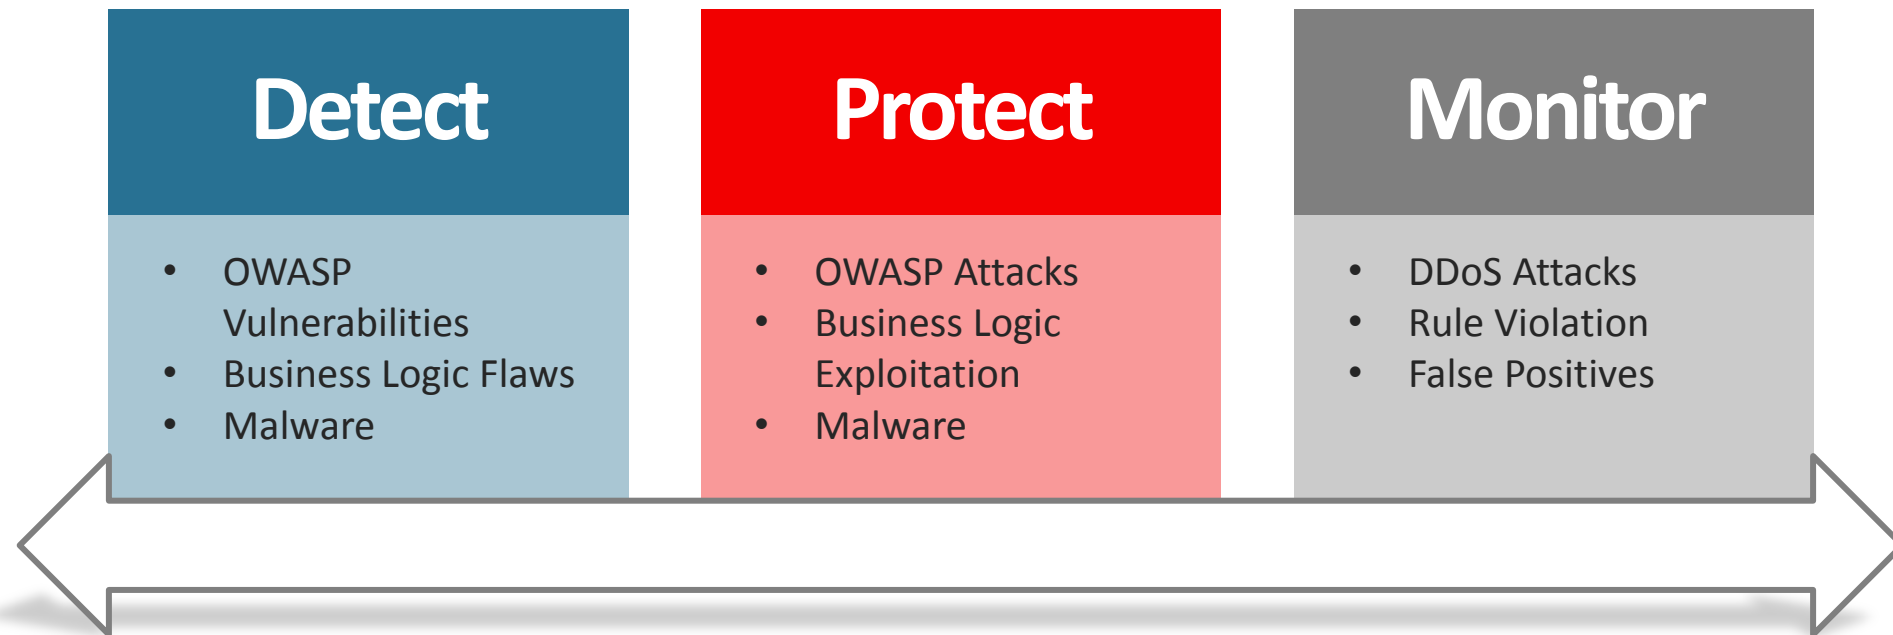 Detect
• OWASP
Vulnerabilities
• Business Logic Flaws
• Malware
Protect
• OWASP Attacks
• Business Logic
Exploitation
• Malware
Monitor
• DDoS Attacks
• Rule Violation
• False Positives